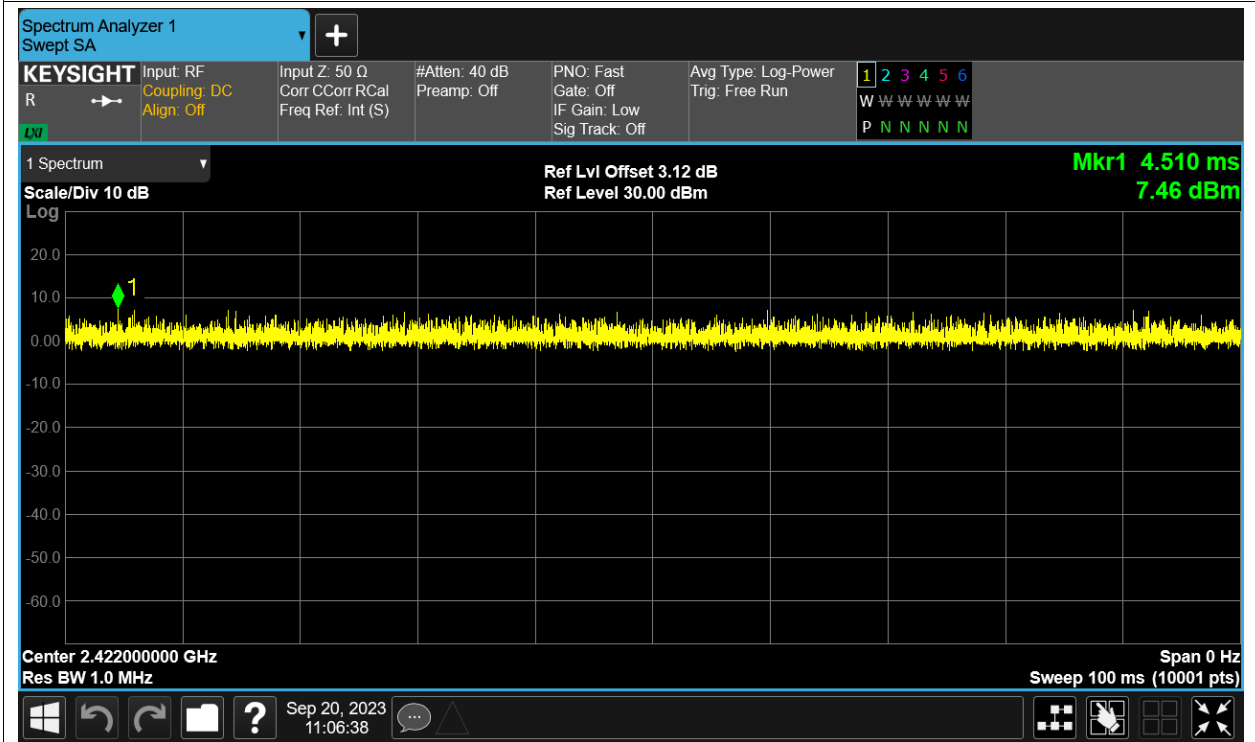 Spectrum Analyzer 1
Swept SA
+
KEYSIGHT
R
LXI
Input: RF
Coupling: DC
Align: Off
Input Z: 50 Ω
Corr CCorr RCal
Freq Ref: Int (S)
#Atten: 40 dB
Preamp: Off
PNO: Fast
Gate: Off
IF Gain: Low
Sig Track: Off
Avg Type: Log-Power
Trig: Free Run
1 2 3 4 5 6
W W W W W W
P N N N N N
1 Spectrum
Scale/Div 10 dB
Log
Ref Lvl Offset 3.12 dB
Ref Level 30.00 dBm
Mkr1 4.510 ms
7.46 dBm
20.0
1
10.0
0.00
-10.0
-20.0
-30.0
-40.0
-50.0
-60.0
Center 2.422000000 GHz
Res BW 1.0 MHz
Span 0 Hz
Sweep 100 ms (10001 pts)
?
Sep 20, 2023
11:06:38